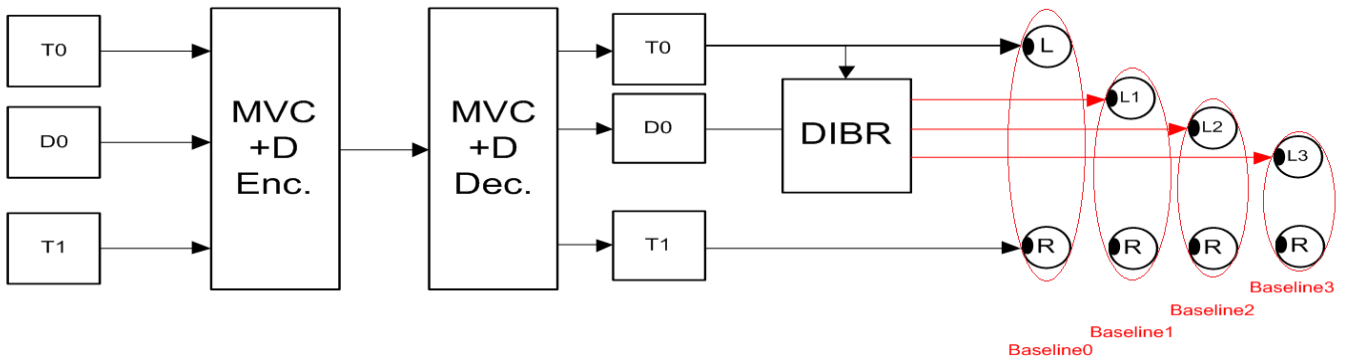 T0
D0
T1
MVC
+D
Enc.
MVC
+D
Dec.
T0
D0
T1
DIBR
L
L1
L2
L3
R
R
R
R
Baseline3
Baseline2
Baseline1
Baseline0